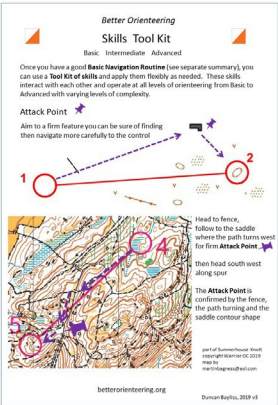 Better Orienteering
Skills Tool Kit
Basic Intermediate Advanced
Once you have a good Basic Navigation Routine (see separate summary), you
can use a Tool Kit of skills and apply them flexibly as needed. These skills
interact with each other and operate at all levels of orienteering from Basic to
Advanced with varying levels of complexity.
Attack Point
Aim to a firm feature you can be sure of finding
then navigate more carefully to the control
1
2
4
5
Head to fence,
follow to the saddle
where the path turns west
for firm Attack Point
then head south west
along spur
The Attack Point is
confirmed by the fence,
the path turning and the
saddle contour shape
part of Summerhouse Knott
copyright Warrior OC 2019
map by
martinbagness@aol.com
betterorienteering.org
Duncan Bayliss, 2019 v3